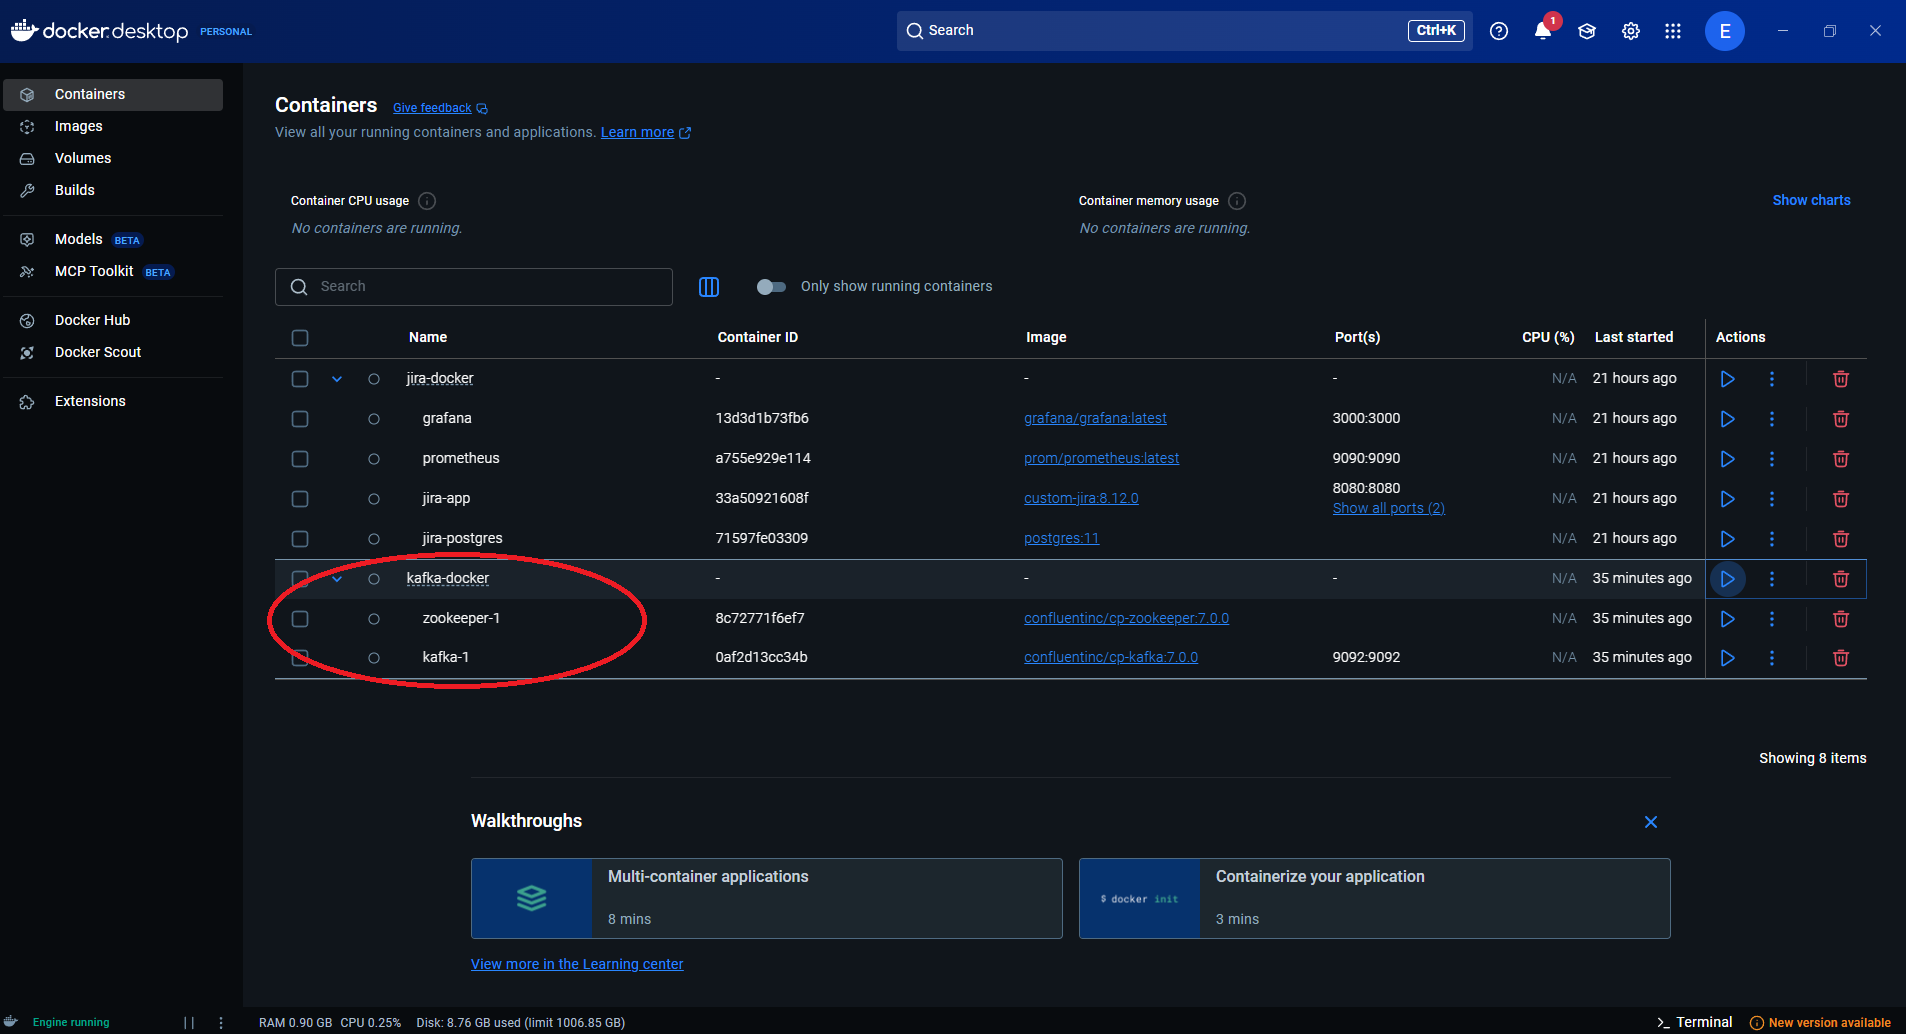 docker.desktop PERSONAL
Search Ctrl+K
1
E
Containers
Images
Volumes
Builds
Models BETA
MCP Toolkit BETA
Docker Hub
Docker Scout
Extensions
Containers Give feedback
View all your running containers and applications. Learn more
Container CPU usage
No containers are running.
Container memory usage
No containers are running.
Show charts
Search
Only show running containers
Name Container ID Image Port(s) CPU (%) Last started Actions
jira-docker - - - N/A 21 hours ago
grafana 13d3d1b73fb6 grafana/grafana:latest 3000:3000 N/A 21 hours ago
prometheus a755e929e114 prom/prometheus:latest 9090:9090 N/A 21 hours ago
jira-app 33a50921608f custom-jira:8.12.0 8080:8080 N/A 21 hours ago
Show all ports (2)
jira-postgres 71597fe03309 postgres:11 N/A 21 hours ago
kafka-docker - - - N/A 35 minutes ago
zookeeper-1 8c72771f6ef7 confluentinc/cp-zookeeper:7.0.0 N/A 35 minutes ago
kafka-1 0af2d13cc34b confluentinc/cp-kafka:7.0.0 9092:9092 N/A 35 minutes ago
Showing 8 items
Walkthroughs
Multi-container applications
8 mins
$ docker init
Containerize your application
3 mins
View more in the Learning center
Engine running
RAM 0.90 GB CPU 0.25% Disk: 8.76 GB used (limit 1006.85 GB)
>_ Terminal
New version available